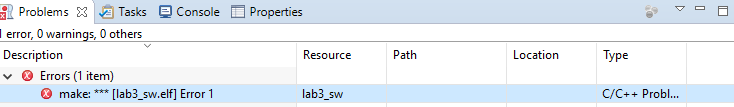 Problems Tasks Console Properties
1 error, 0 warnings, 0 others
Description Resource Path Location Type
Errors (1 item)
make: *** [lab3_sw.elf] Error 1 lab3_sw C/C++ Probl...